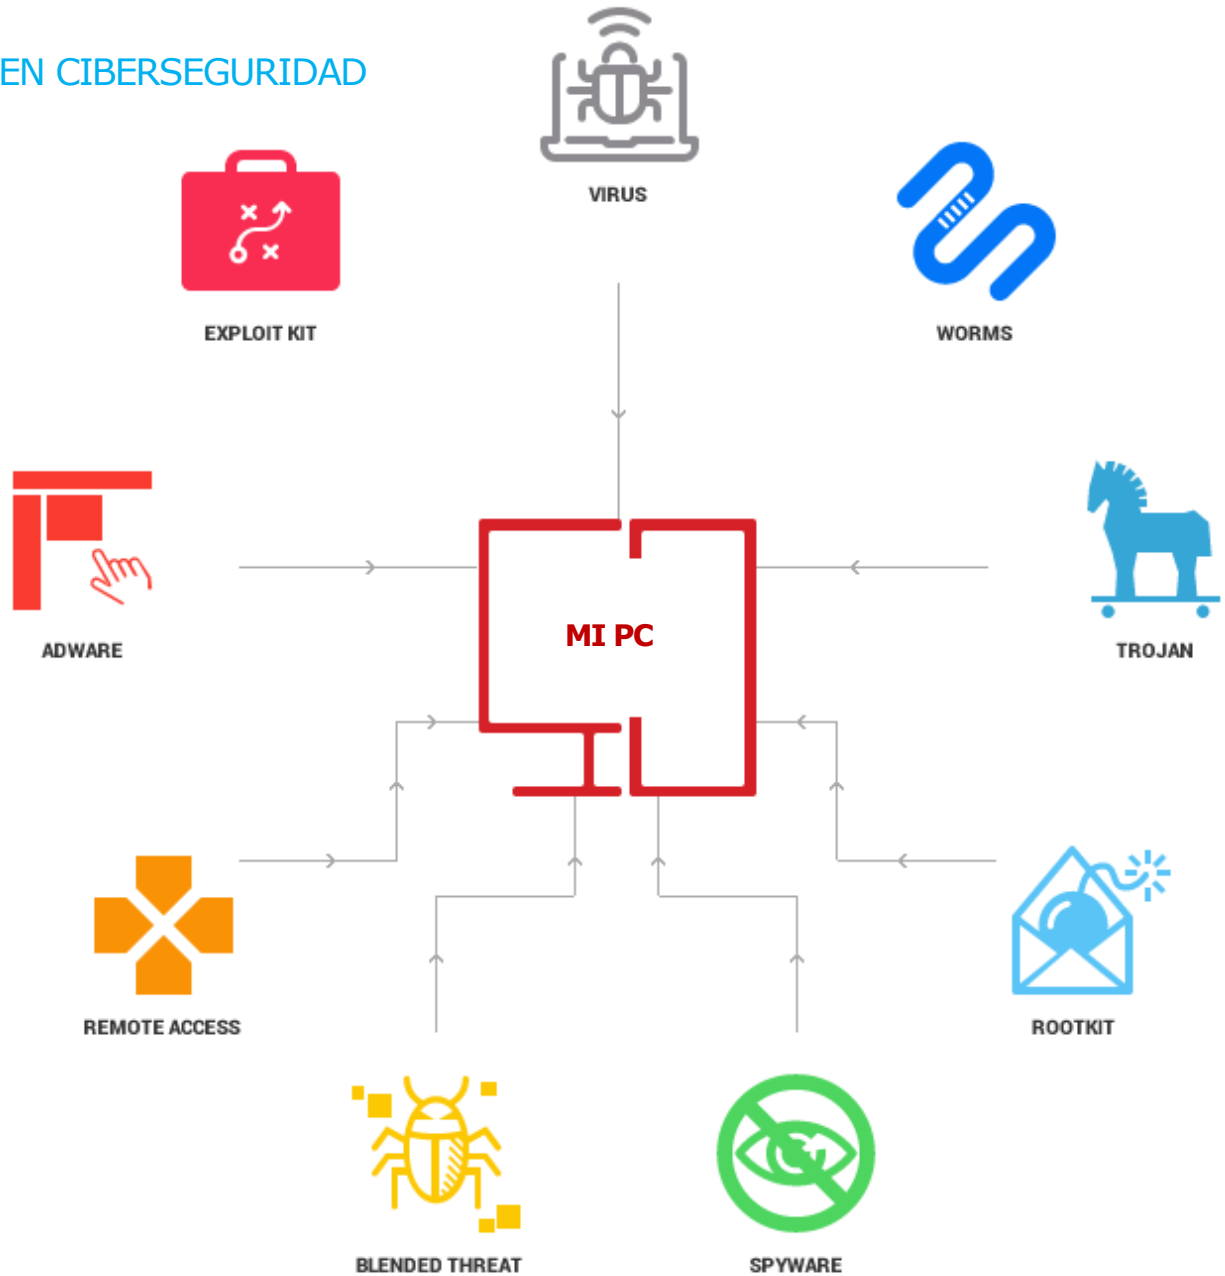 EN CIBERSEGURIDAD
VIRUS
EXPLOIT KIT
WORMS
MI PC
ADWARE
TROJAN
REMOTE ACCESS
ROOTKIT
BLENDED THREAT
SPYWARE